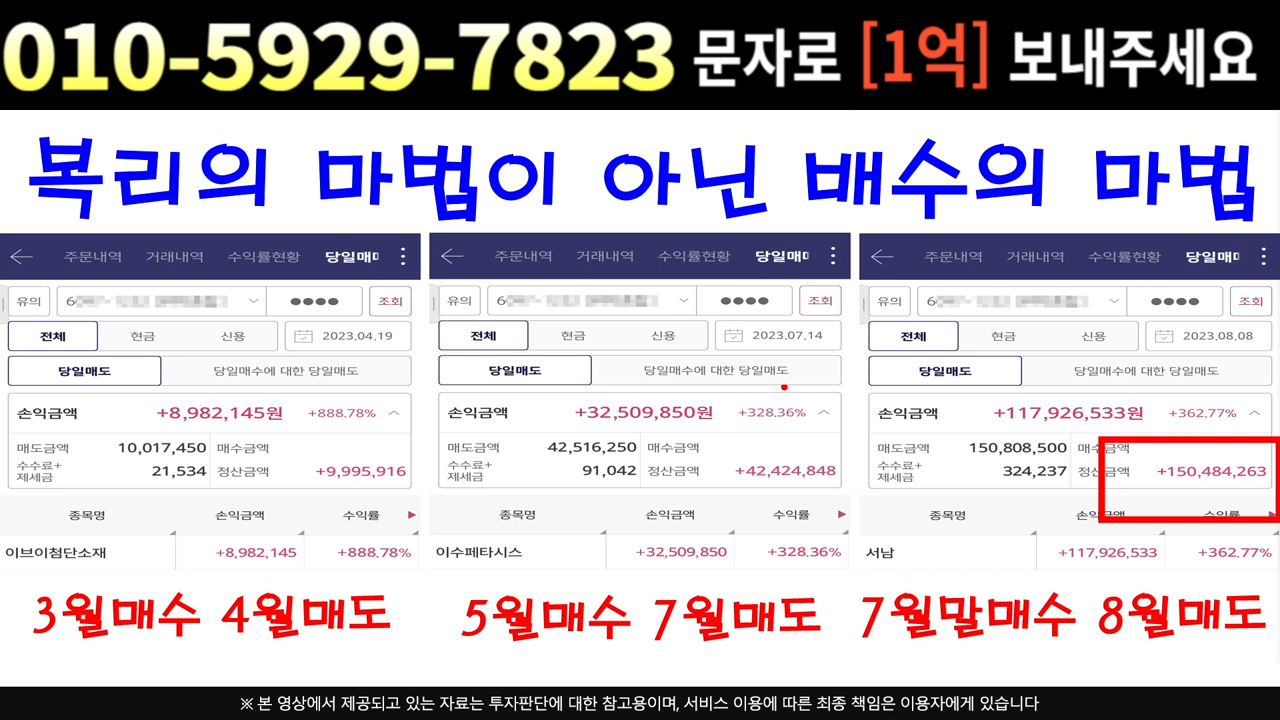 010-5929-7823 문자로 [1억] 보내주세요
복리의 마법이 아닌 배수의 마법
주문내역 거래내역 수익률현황 당일매
유의 6 ●●●● 조회
전체 현금 신용 2023.04.19
당일매도 당일매수에 대한 당일매도
손익금액 +8,982,145원 +888.78%
매도금액 10,017,450 매수금액
수수료+
제세금 21,534 정산금액 +9,995,916
종목명 손익금액 수익률
이브이첨단소재 +8,982,145 +888.78%
3월매수 4월매도
주문내역 거래내역 수익률현황 당일매
유의 6 ●●●● 조회
전체 현금 신용 2023.07.14
당일매도 당일매수에 대한 당일매도
손익금액 +32,509,850원 +328.36%
매도금액 42,516,250 매수금액
수수료+
제세금 91,042 정산금액 +42,424,848
종목명 손익금액 수익률
이수페타시스 +32,509,850 +328.36%
5월매수 7월매도
주문내역 거래내역 수익률현황 당일매
유의 6 ●●●● 조회
전체 현금 신용 2023.08.08
당일매도 당일매수에 대한 당일매도
손익금액 +117,926,533원 +362.77%
매도금액 150,808,500 매수금액
수수료+
제세금 324,237 정산금액 +150,484,263
종목명 손익금액 수익률
서남 +117,926,533 +362.77%
7월말매수 8월매도
※ 본 영상에서 제공되고 있는 자료는 투자판단에 대한 참고용이며, 서비스 이용에 따른 최종 책임은 이용자에게 있습니다